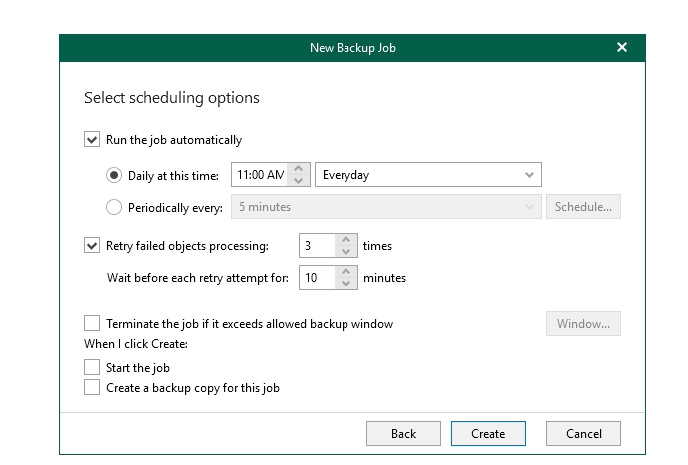 New Backup Job
Select scheduling options
Run the job automatically
Daily at this time: 11:00 AM Everyday
Periodically every: 5 minutes Schedule...
Retry failed objects processing: 3 times
Wait before each retry attempt for: 10 minutes
Terminate the job if it exceeds allowed backup window Window...
When I click Create:
Start the job
Create a backup copy for this job
Back Create Cancel